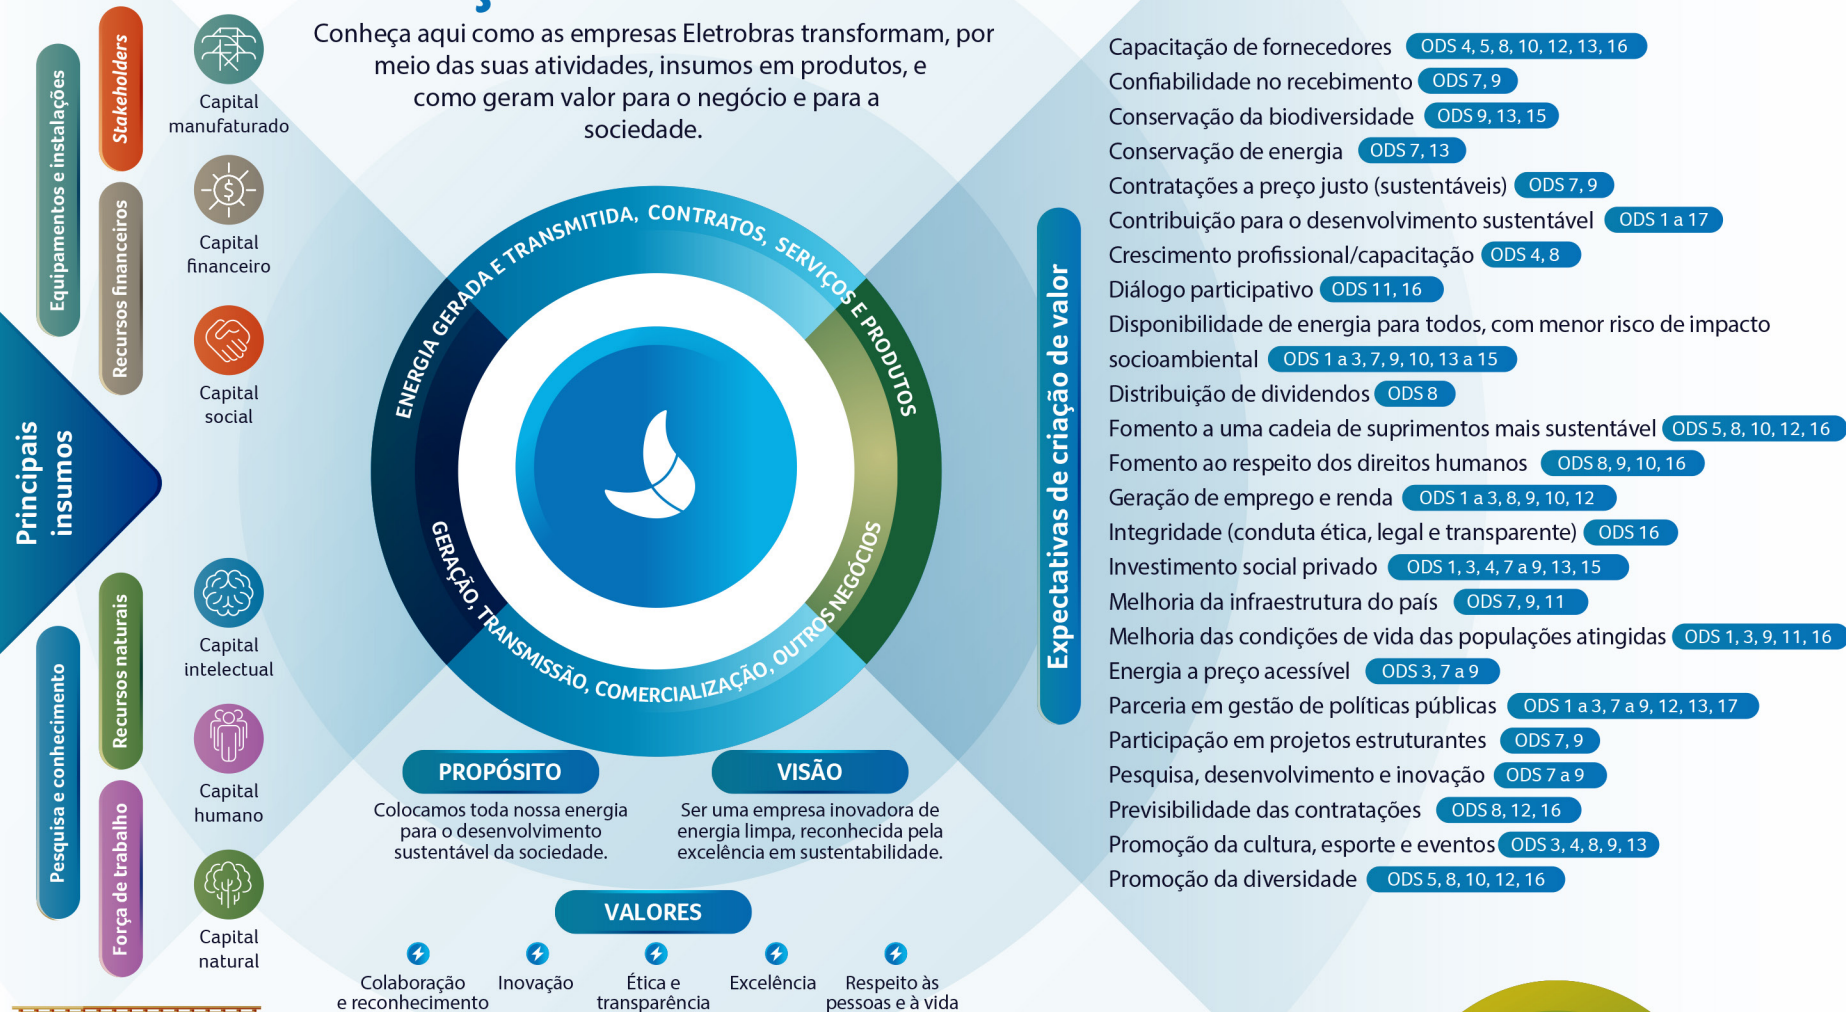 Conheça aqui como as empresas Eletrobras transformam, por
meio das suas atividades, insumos em produtos, e
como geram valor para o negócio e para a
sociedade.
Principais
insumos
Equipamentos e instalações
Stakeholders
Recursos financeiros
Recursos naturais
Pesquisa e conhecimento
Força de trabalho
Capital
manufaturado
Capital
financeiro
Capital
social
Capital
intelectual
Capital
humano
Capital
natural
ENERGIA GERADA E TRANSMITIDA, CONTRATOS, SERVIÇOS E PRODUTOS
GERAÇÃO, TRANSMISSÃO, COMERCIALIZAÇÃO, OUTROS NEGÓCIOS
PROPÓSITO
Colocamos toda nossa energia
para o desenvolvimento
sustentável da sociedade.
VISÃO
Ser uma empresa inovadora de
energia limpa, reconhecida pela
excelência em sustentabilidade.
VALORES
Colaboração
e reconhecimento
Inovação
Ética e
transparência
Excelência
Respeito às
pessoas e à vida
Expectativas de criação de valor
Capacitação de fornecedores ODS 4, 5, 8, 10, 12, 13, 16
Confiabilidade no recebimento ODS 7, 9
Conservação da biodiversidade ODS 9, 13, 15
Conservação de energia ODS 7, 13
Contratações a preço justo (sustentáveis) ODS 7, 9
Contribuição para o desenvolvimento sustentável ODS 1 a 17
Crescimento profissional/capacitação ODS 4, 8
Diálogo participativo ODS 11, 16
Disponibilidade de energia para todos, com menor risco de impacto
socioambiental ODS 1 a 3, 7, 9, 10, 13 a 15
Distribuição de dividendos ODS 8
Fomento a uma cadeia de suprimentos mais sustentável ODS 5, 8, 10, 12, 16
Fomento ao respeito dos direitos humanos ODS 8, 9, 10, 16
Geração de emprego e renda ODS 1 a 3, 8, 9, 10, 12
Integridade (conduta ética, legal e transparente) ODS 16
Investimento social privado ODS 1, 3, 4, 7 a 9, 13, 15
Melhoria da infraestrutura do país ODS 7, 9, 11
Melhoria das condições de vida das populações atingidas ODS 1, 3, 9, 11, 16
Energia a preço acessível ODS 3, 7 a 9
Parceria em gestão de políticas públicas ODS 1 a 3, 7 a 9, 12, 13, 17
Participação em projetos estruturantes ODS 7, 9
Pesquisa, desenvolvimento e inovação ODS 7 a 9
Previsibilidade das contratações ODS 8, 12, 16
Promoção da cultura, esporte e eventos ODS 3, 4, 8, 9, 13
Promoção da diversidade ODS 5, 8, 10, 12, 16